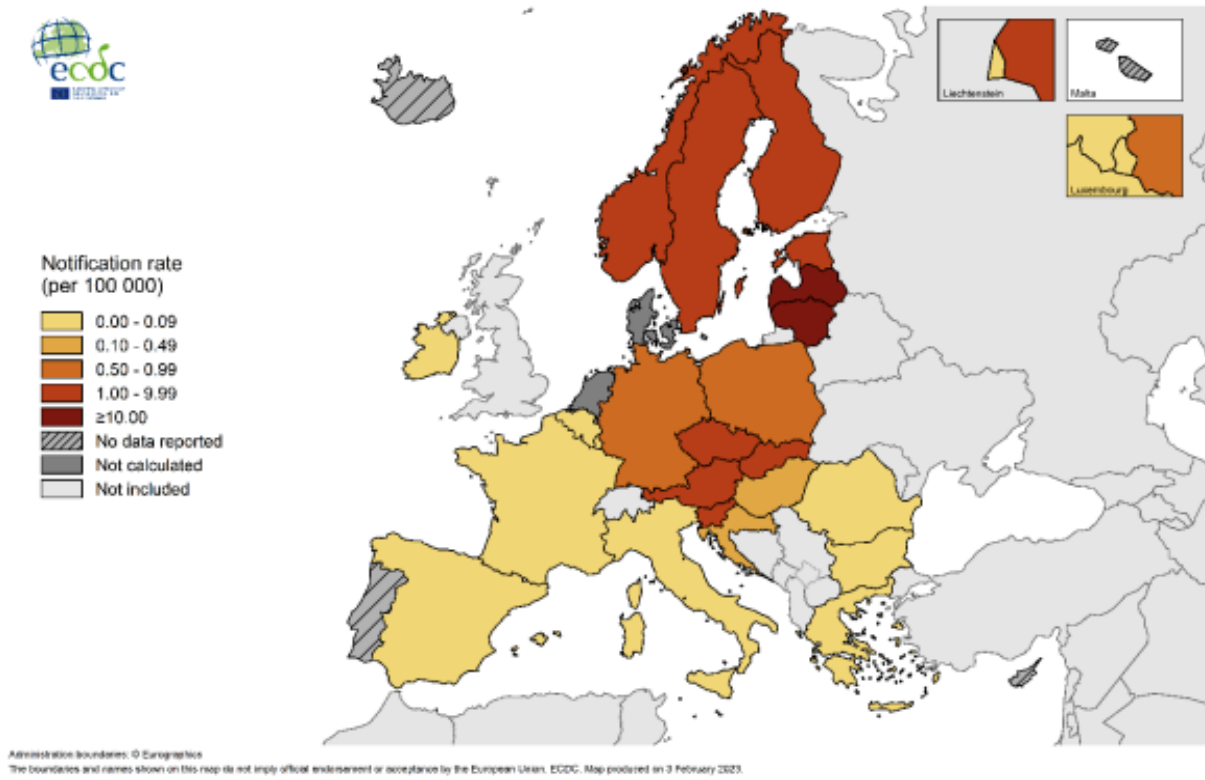 ecdc
Notification rate
(per 100 000)
0.00 - 0.09
0.10 - 0.49
0.50 - 0.99
1.00 - 9.99
≥10.00
No data reported
Not calculated
Not included
Liechtenstein
Malta
Luxembourg
Administration boundaries: © Eurographics
The boundaries and names shown on this map do not imply official endorsement or acceptance by the European Union. ECDC. Map produced on 3 February 2023.